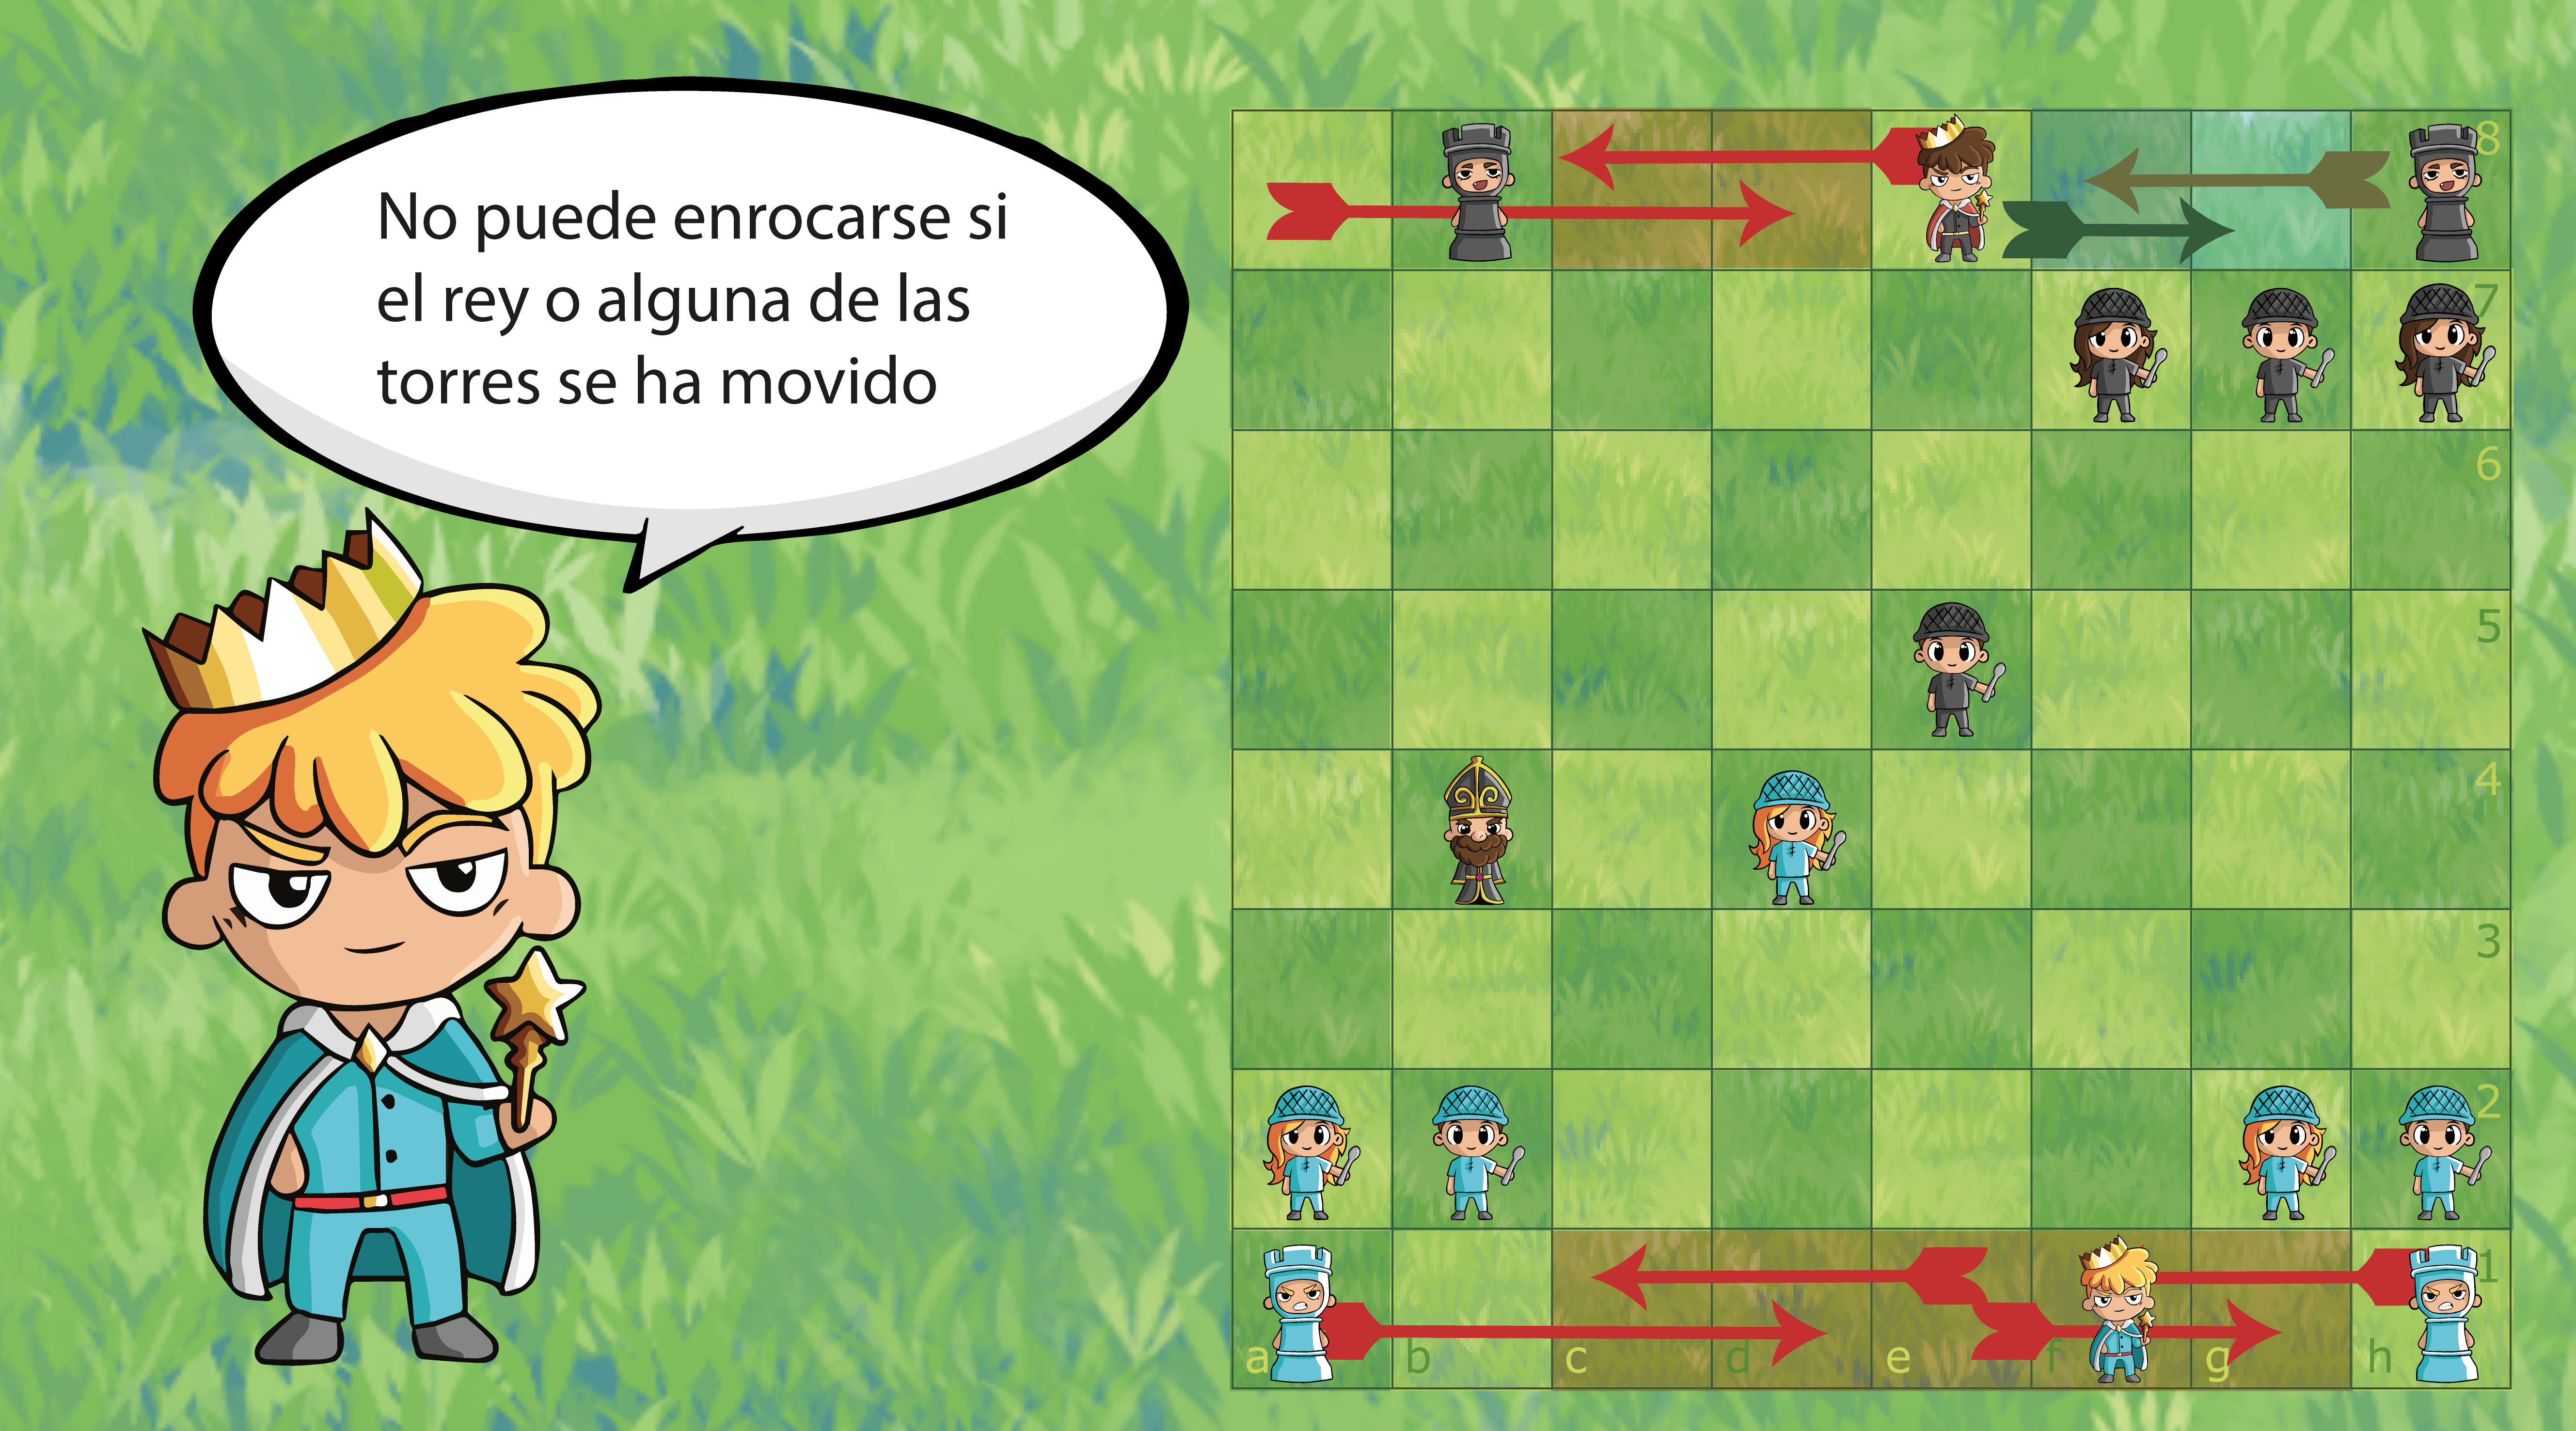 No puede enrocarse si
el rey o alguna de las
torres se ha movido
8
7
6
5
4
3
2
1
a b c d e f g h